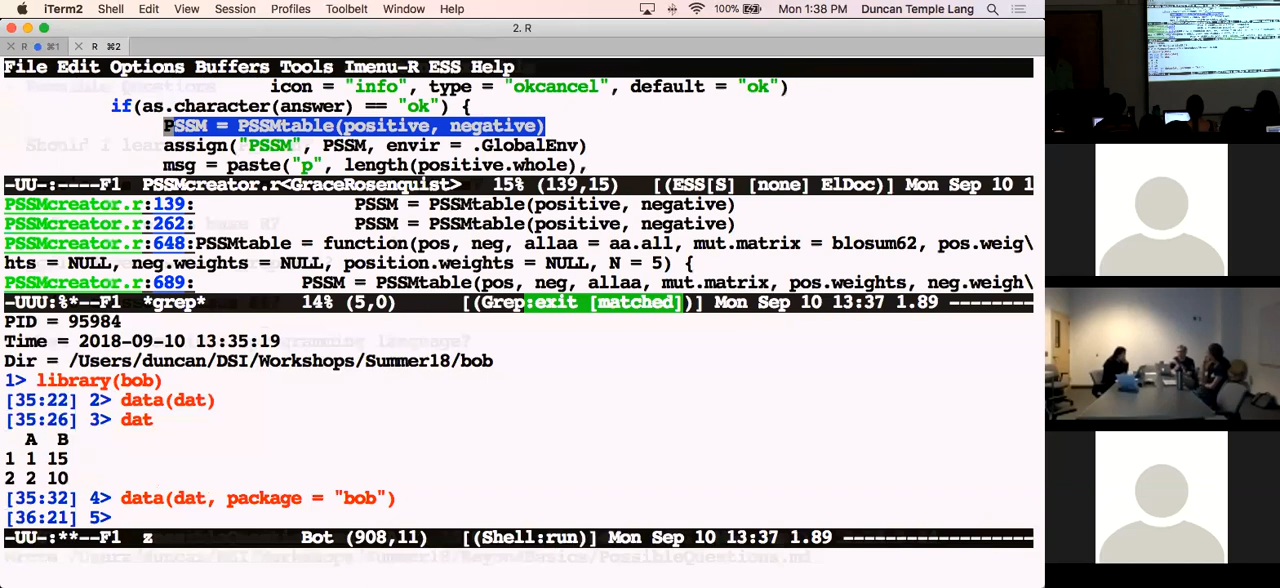 iTerm2 Shell Edit View Session Profiles Toolbelt Window Help 100% Mon 1:38 PM Duncan Temple Lang
2. R
R ⌘1 R ⌘2
File Edit Options Buffers Tools Imenu-R ESS Help
icon = "info", type = "okcancel", default = "ok")
if(as.character(answer) == "ok") {
PSSM = PSSMtable(positive, negative)
assign("PSSM", PSSM, envir = .GlobalEnv)
msg = paste("p", length(positive.whole),
-UU-:----F1 PSSMcreator.r<GraceRosenquist> 15% (139,15) [(ESS[S] [none] ElDoc)] Mon Sep 10 1
PSSMcreator.r:139: PSSM = PSSMtable(positive, negative)
PSSMcreator.r:262: PSSM = PSSMtable(positive, negative)
PSSMcreator.r:648:PSSMtable = function(pos, neg, allaa = aa.all, mut.matrix = blosum62, pos.weig\
hts = NULL, neg.weights = NULL, position.weights = NULL, N = 5) {
PSSMcreator.r:689: PSSM = PSSMtable(pos, neg, allaa, mut.matrix, pos.weights, neg.weigh\
-UUU:%*--F1 *grep* 14% (5,0) [(Grep:exit [matched])] Mon Sep 10 13:37 1.89 --------
PID = 95984
Time = 2018-09-10 13:35:19
Dir = /Users/duncan/DSI/Workshops/Summer18/bob
1> library(bob)
[35:22] 2> data(dat)
[35:26] 3> dat
A B
1 1 15
2 2 10
[35:32] 4> data(dat, package = "bob")
[36:21] 5>
-UU-:**--F1 z Bot (908,11) [(Shell:run)] Mon Sep 10 13:37 1.89 ------------------